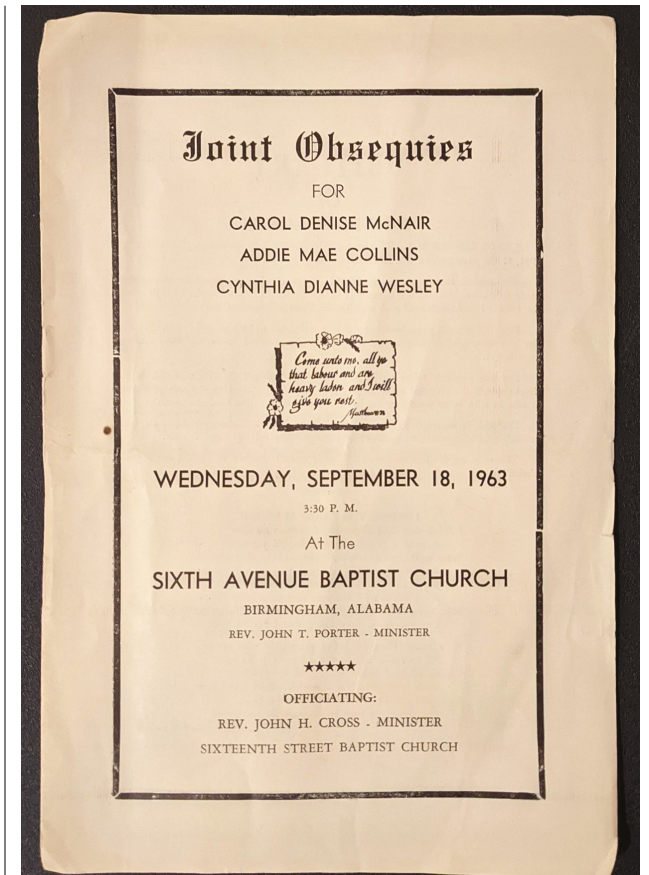 Joint Obsequies
FOR
CAROL DENISE McNAIR
ADDIE MAE COLLINS
CYNTHIA DIANNE WESLEY
Come unto me, all ye
that labour and are
heavy laden and I will
give you rest.
WEDNESDAY, SEPTEMBER 18, 1963
3:30 P. M.
At The
SIXTH AVENUE BAPTIST CHURCH
BIRMINGHAM, ALABAMA
REV. JOHN T. PORTER - MINISTER
★★★★★
OFFICIATING:
REV. JOHN H. CROSS - MINISTER
SIXTEENTH STREET BAPTIST CHURCH